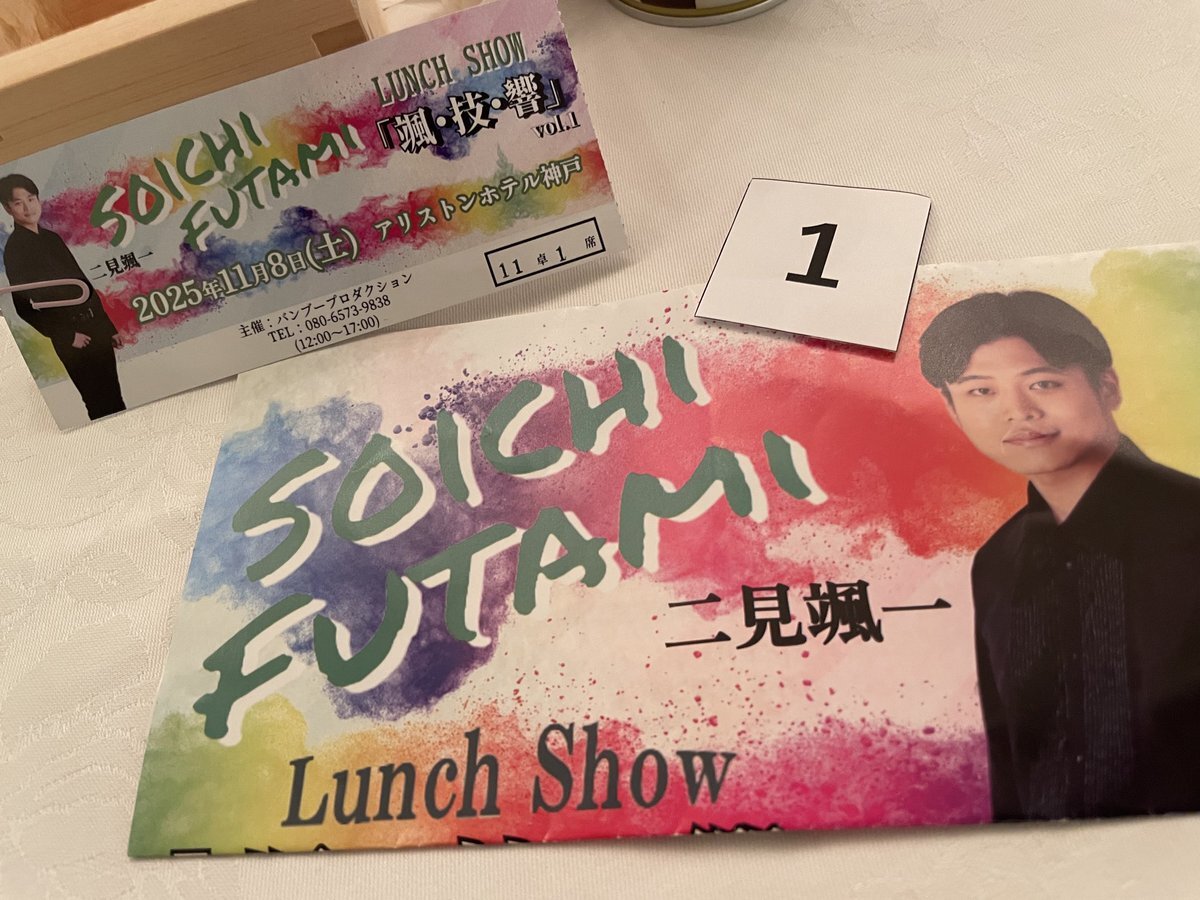 LUNCH SHOW
「颯・技・響」
vol.1
SOICHI
FUTAMI
二見颯一
2025年11月8日(土) アリストンホテル神戸
11 卓 1 席
主催：バンブープロダクション
TEL：080-6573-9838
(12:00～17:00)
1
SOICHI
FUTAMI
二見颯一
Lunch Show